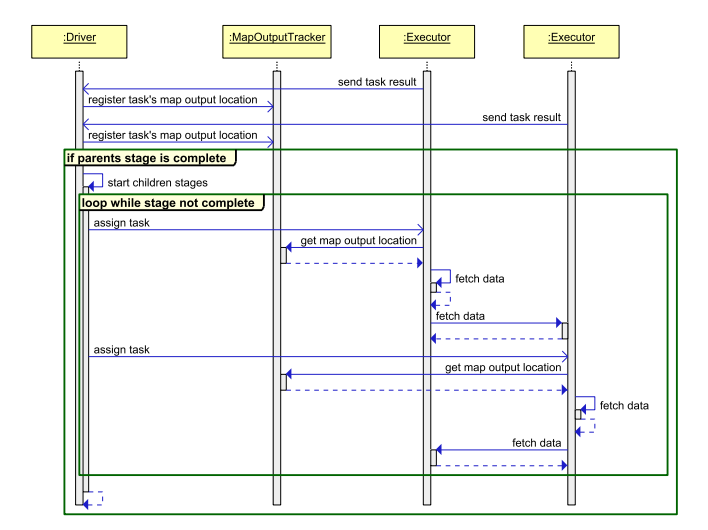 :Driver
:MapOutputTracker
:Executor
:Executor
send task result
register task's map output location
send task result
register task's map output location
if parents stage is complete
start children stages
loop while stage not complete
assign task
get map output location
fetch data
fetch data
assign task
get map output location
fetch data
fetch data